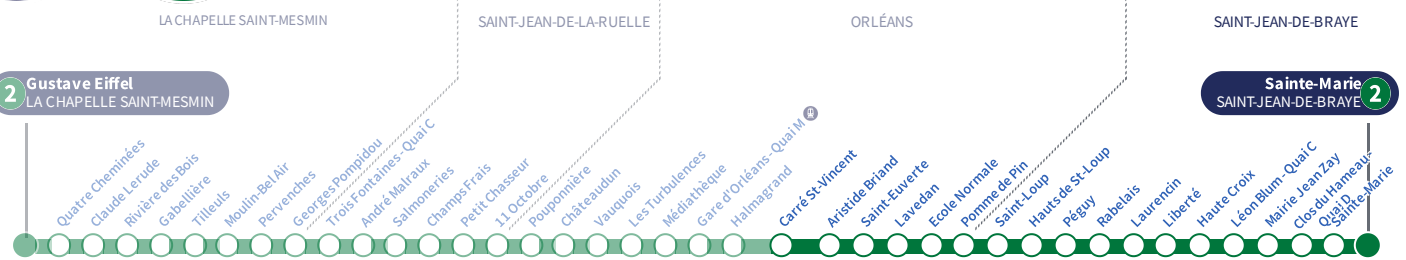 LA CHAPELLE SAINT-MESMIN
SAINT-JEAN-DE-LA-RUELLE
ORLÉANS
SAINT-JEAN-DE-BRAYE
2
Gustave Eiffel
LA CHAPELLE SAINT-MESMIN
Sainte-Marie
SAINT-JEAN-DE-BRAYE
2
Quatre Cheminées
Claude Lerude
Rivière des Bois
Gabellière
Tilleuls
Moulin-Bel Air
Pervenches
Georges Pompidou
Trois Fontaines - Quai C
André Malraux
Salmoneries
Champs Frais
Petit Chasseur
11 Octobre
Pouponnière
Châteaudun
Vauquois
Les Turbulences
Médiathèque
Gare d'Orléans - Quai M
Halmagrand
Carré St-Vincent
Aristide Briand
Saint-Euverte
Lavedan
Ecole Normale
Pomme de Pin
Saint-Loup
Hauts de St-Loup
Péguy
Rabelais
Laurencin
Liberté
Haute Croix
Léon Blum - Quai C
Mairie Jean Zay
Clos du Hameau-
Quai D
Sainte-Marie